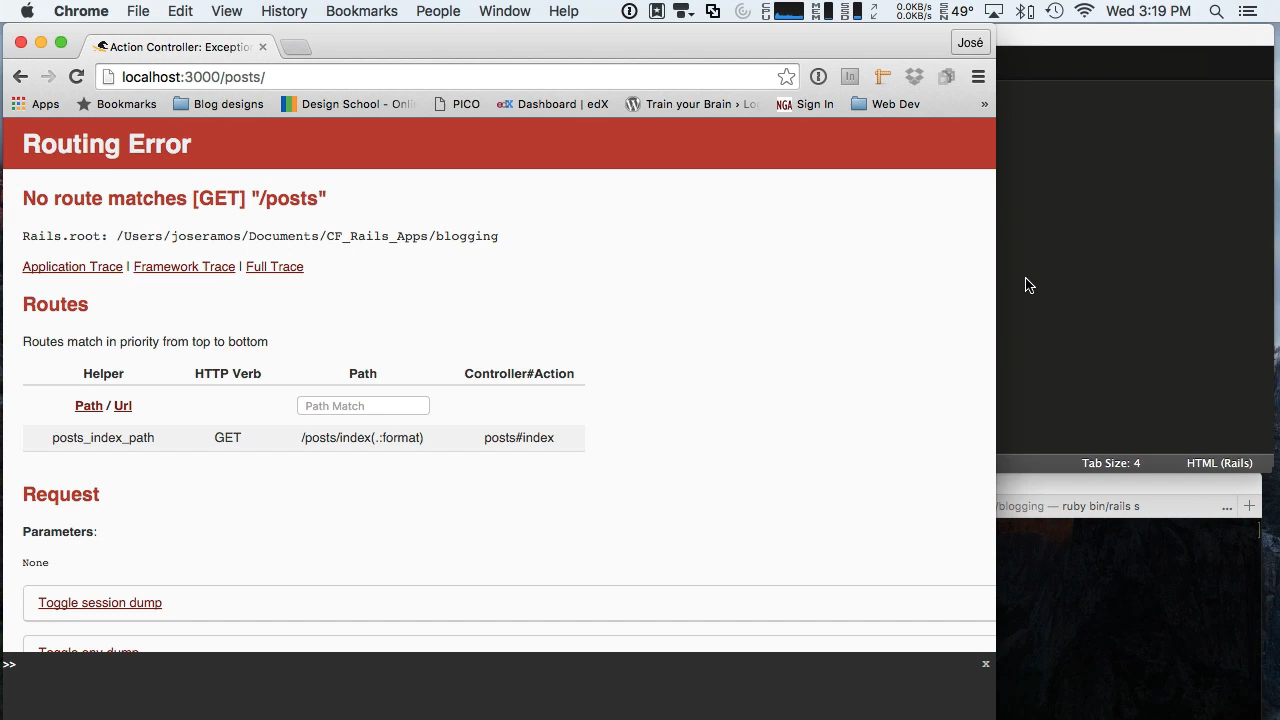 Chrome File Edit View History Bookmarks People Window Help 0.0KB/s 0.0KB/s 49° Wed 3:19 PM
Action Controller: Exceptio
José
localhost:3000/posts/
Apps Bookmarks Blog designs Design School - Onli PICO edX Dashboard | edX Train your Brain › Lo NGA Sign In Web Dev »
Routing Error
No route matches [GET] "/posts"
Rails.root: /Users/joseramos/Documents/CF_Rails_Apps/blogging
Application Trace | Framework Trace | Full Trace
Routes
Routes match in priority from top to bottom
Helper HTTP Verb Path Controller#Action
Path / Url Path Match
posts_index_path GET /posts/index(.:format) posts#index
Tab Size: 4 HTML (Rails)
Request
/blogging — ruby bin/rails s ... +
Parameters:
None
Toggle session dump
Toggle env dump
>> x